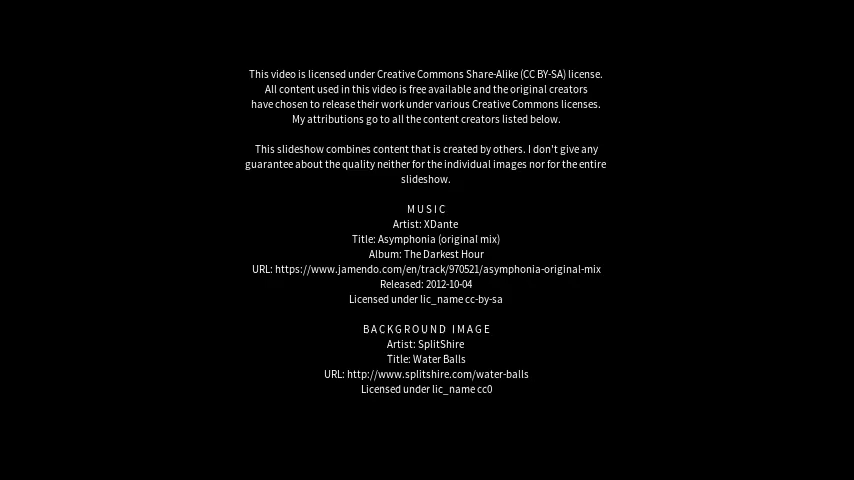 This video is licensed under Creative Commons Share-Alike (CC BY-SA) license.
All content used in this video is free available and the original creators
have chosen to release their work under various Creative Commons licenses.
My attributions go to all the content creators listed below.
This slideshow combines content that is created by others. I don't give any
guarantee about the quality neither for the individual images nor for the entire
slideshow.
MUSIC
Artist: XDante
Title: Asymphonia (original mix)
Album: The Darkest Hour
URL: https://www.jamendo.com/en/track/970521/asymphonia-original-mix
Released: 2012-10-04
Licensed under lic_name cc-by-sa
BACKGROUND IMAGE
Artist: SplitShire
Title: Water Balls
URL: http://www.splitshire.com/water-balls
Licensed under lic_name cc0